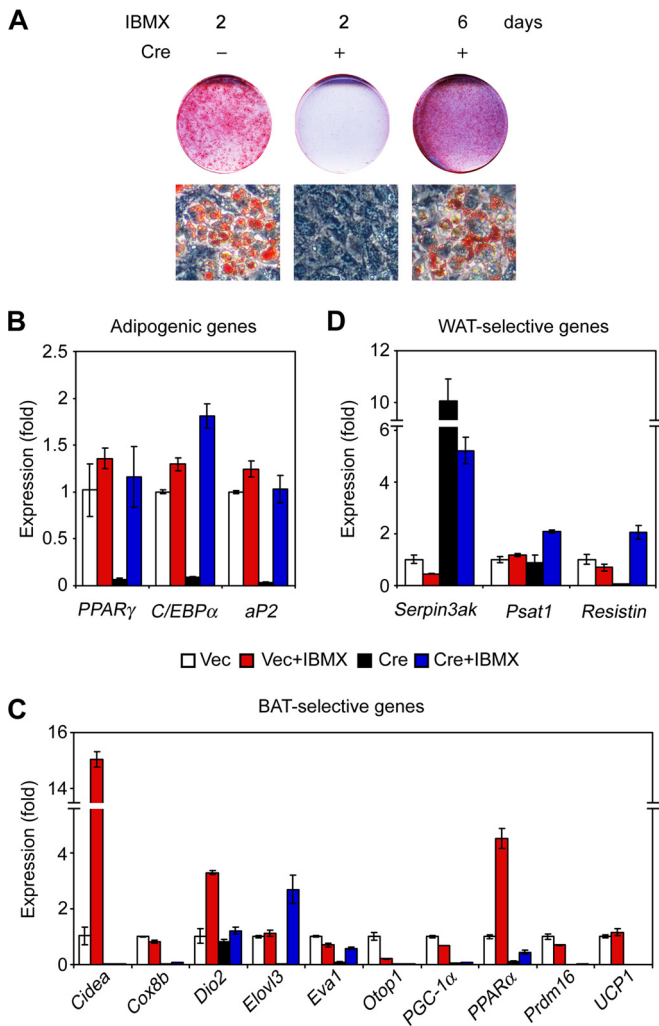 A
IBMX 2 2 6 days
Cre – + +
B
Adipogenic genes
Expression (fold)
2.5
2
1.5
1
0.5
0
PPARγ C/EBPα aP2
D
WAT-selective genes
Expression (fold)
12
10
6
4
2
0
Serpin3ak Psat1 Resistin
Vec Vec+IBMX Cre Cre+IBMX
C
BAT-selective genes
Expression (fold)
16
14
4
2
0
Cidea Cox8b Dio2 Elovl3 Eva1 Otop1 PGC-1α PPARα Prdm16 UCP1